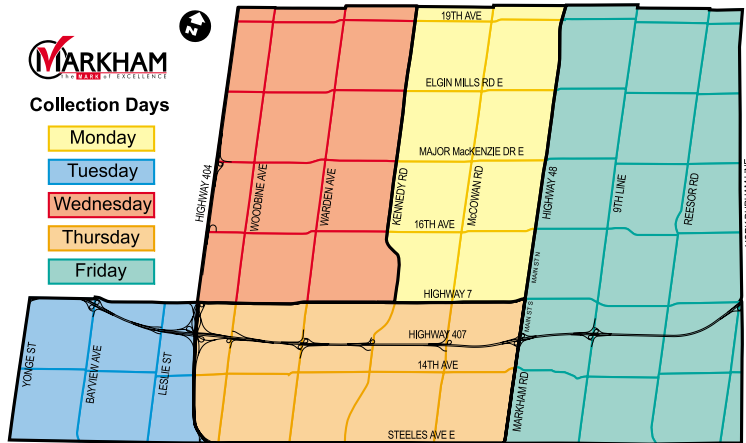 19TH AVE
N
MARKHAM
the MARK of EXCELLENCE
ELGIN MILLS RD E
Collection Days
Monday
Tuesday
Wednesday
Thursday
Friday
MAJOR MacKENZIE DR E
HIGHWAY 404
WOODBINE AVE
WARDEN AVE
KENNEDY RD
McCOWAN RD
HIGHWAY 48
9TH LINE
REESOR RD
16TH AVE
MAIN ST N
HIGHWAY 7
MAIN ST S
HIGHWAY 407
YONGE ST
BAYVIEW AVE
LESLIE ST
14TH AVE
MARKHAM RD
STEELES AVE E